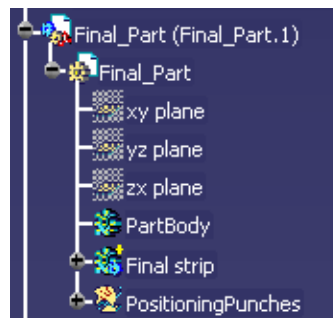 Final_Part (Final_Part.1)
Final_Part
xy plane
yz plane
zx plane
PartBody
Final strip
PositioningPunches